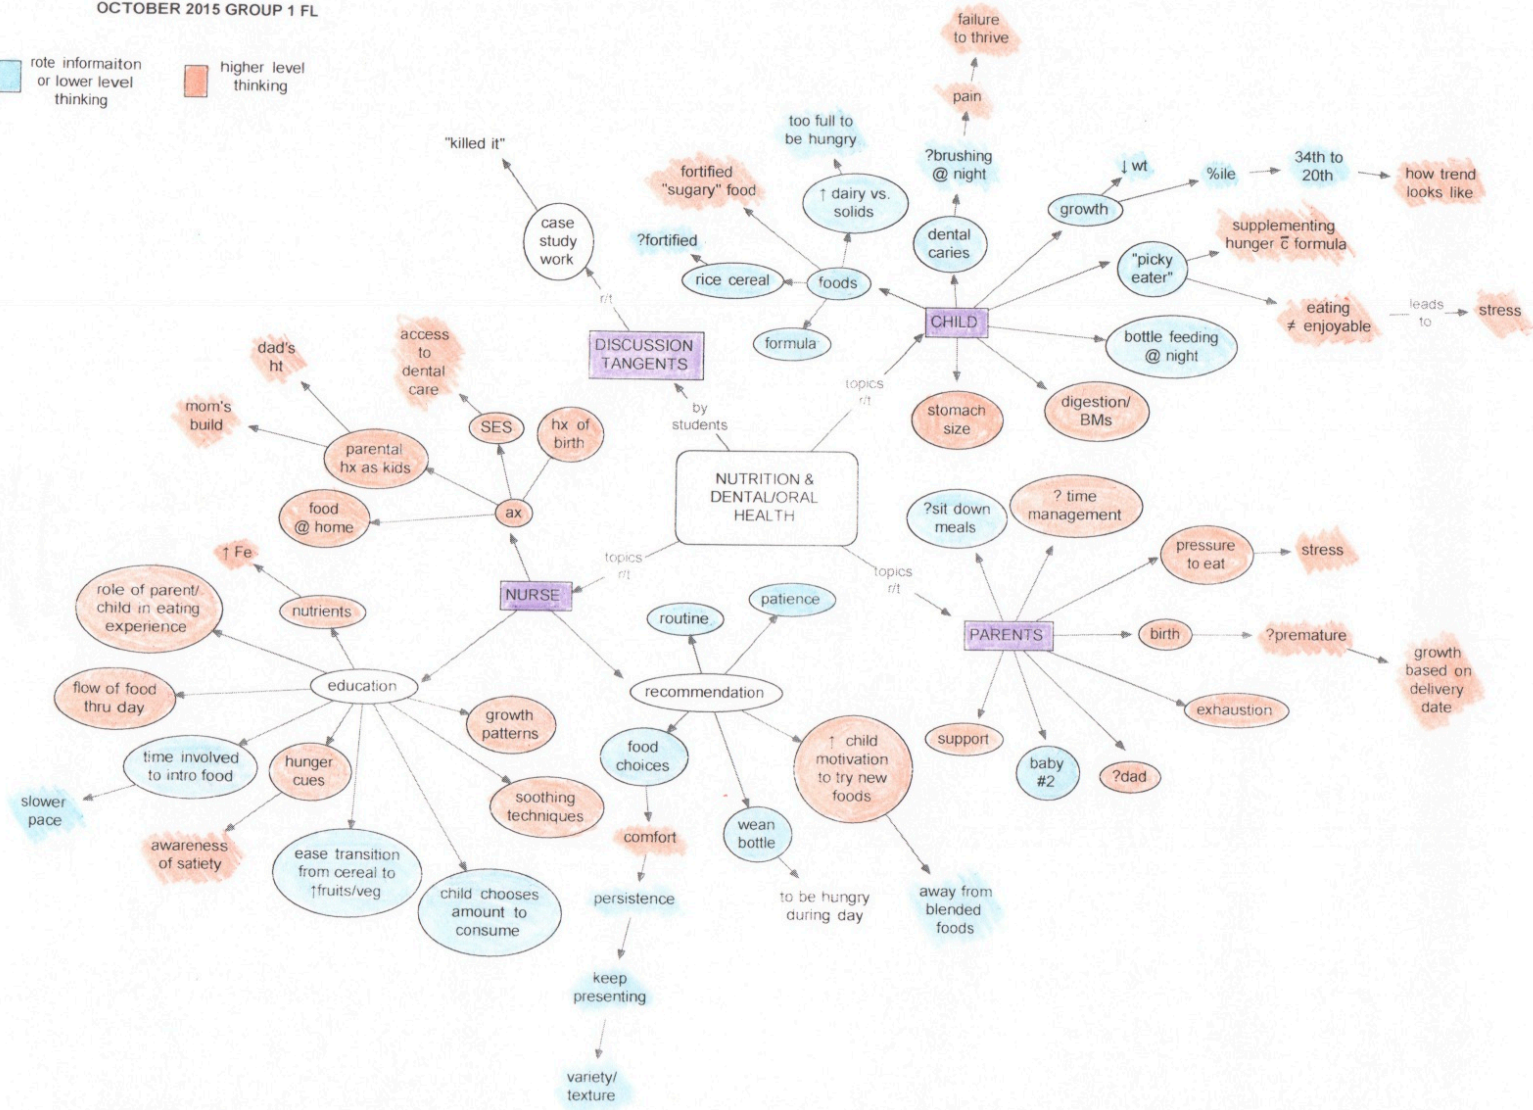 OCTOBER 2015 GROUP 1 FL
rote informaiton
or lower level
thinking
higher level
thinking
"killed it"
case
study
work
r/t
DISCUSSION
TANGENTS
by
students
NUTRITION &
DENTAL/ORAL
HEALTH
topics
r/t
CHILD
foods
fortified
"sugary" food
?fortified
rice cereal
formula
↑ dairy vs.
solids
too full to
be hungry
dental
caries
?brushing
@ night
pain
failure
to thrive
growth
↓ wt
%ile
34th to
20th
how trend
looks like
"picky
eater"
supplementing
hunger c̅ formula
eating
≠ enjoyable
leads
to
stress
bottle feeding
@ night
digestion/
BMs
stomach
size
topics
r/t
PARENTS
?sit down
meals
? time
management
pressure
to eat
stress
birth
?premature
growth
based on
delivery
date
exhaustion
?dad
baby
#2
support
topics
r/t
NURSE
ax
hx of
birth
SES
access
to
dental
care
parental
hx as kids
dad's
ht
mom's
build
food
@ home
education
nutrients
↑ Fe
role of parent/
child in eating
experience
flow of food
thru day
time involved
to intro food
slower
pace
hunger
cues
awareness
of satiety
ease transition
from cereal to
↑fruits/veg
child chooses
amount to
consume
soothing
techniques
growth
patterns
recommendation
routine
patience
food
choices
comfort
persistence
keep
presenting
variety/
texture
wean
bottle
to be hungry
during day
↑ child
motivation
to try new
foods
away from
blended
foods